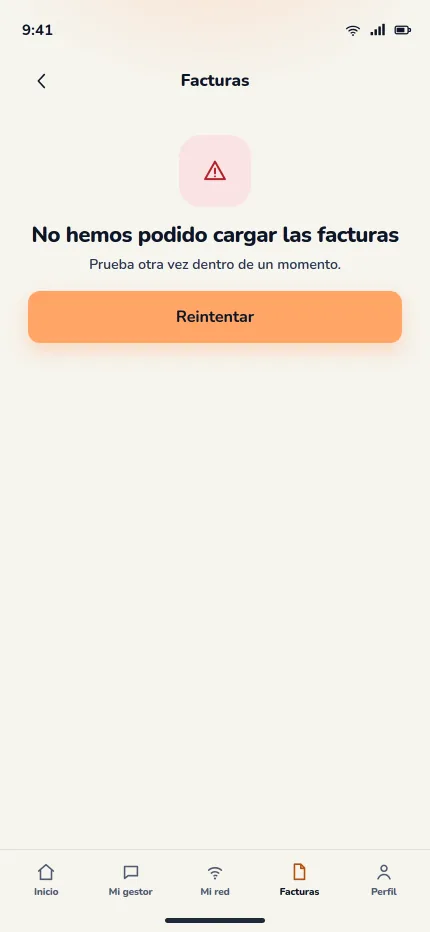 9:41
Facturas
No hemos podido cargar las facturas
Prueba otra vez dentro de un momento.
Reintentar
Inicio
Mi gestor
Mi red
Facturas
Perfil